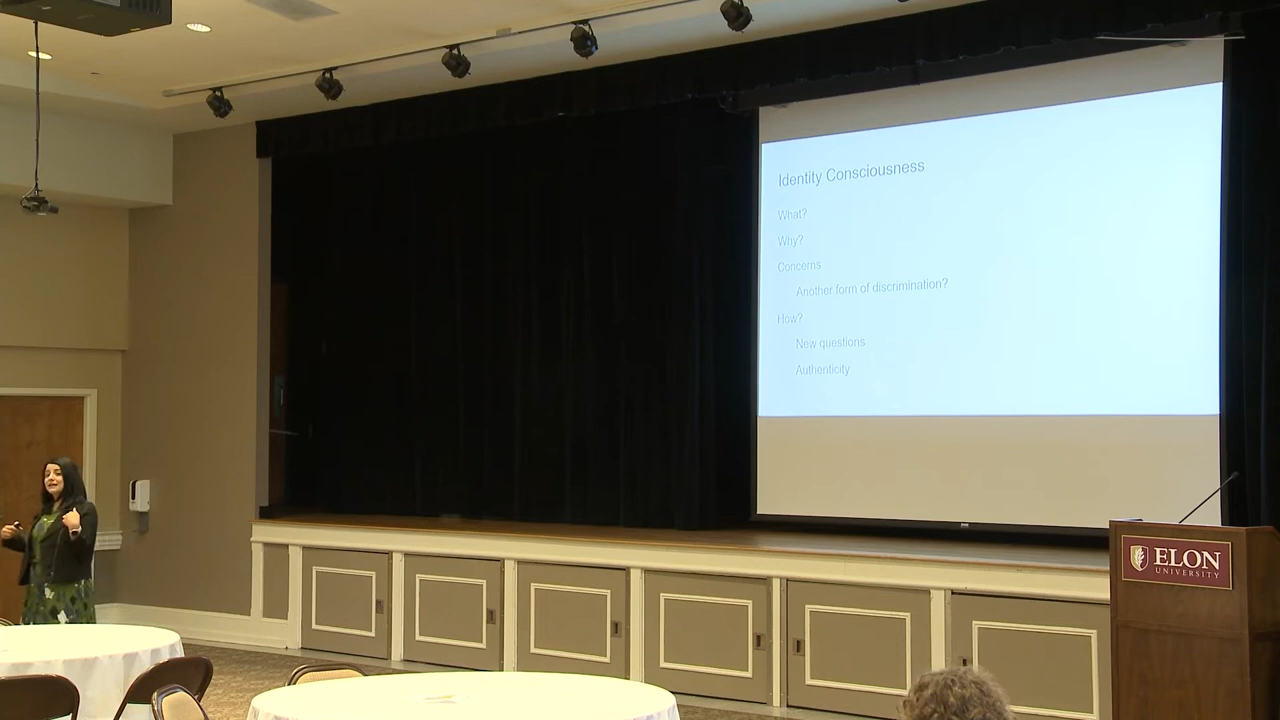 Identity Consciousness
What?
Why?
Concerns
Another form of discrimination?
How?
New questions
Authenticity
ELON
UNIVERSITY